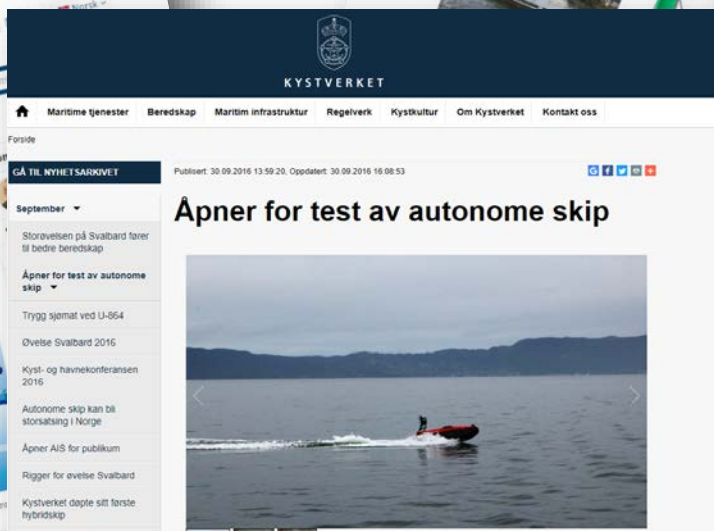 Norsk
KYSTVERKET
Maritime tjenester Beredskap Maritim infrastruktur Regelverk Kystkultur Om Kystverket Kontakt oss
Forside
GÅ TIL NYHETSARKIVET
Publisert: 30.09.2016 13:59:20, Oppdatert: 30.09.2016 16:08:53
Åpner for test av autonome skip
September
Storøvelsen på Svalbard fører
til bedre beredskap
Åpner for test av autonome
skip
Trygg sjømat ved U-864
Øvelse Svalbard 2016
Kyst- og havnekonferansen
2016
Autonome skip kan bli
storsatsing i Norge
Åpner AIS for publikum
Rigger for øvelse Svalbard
Kystverket døpte sitt første
hybridskip